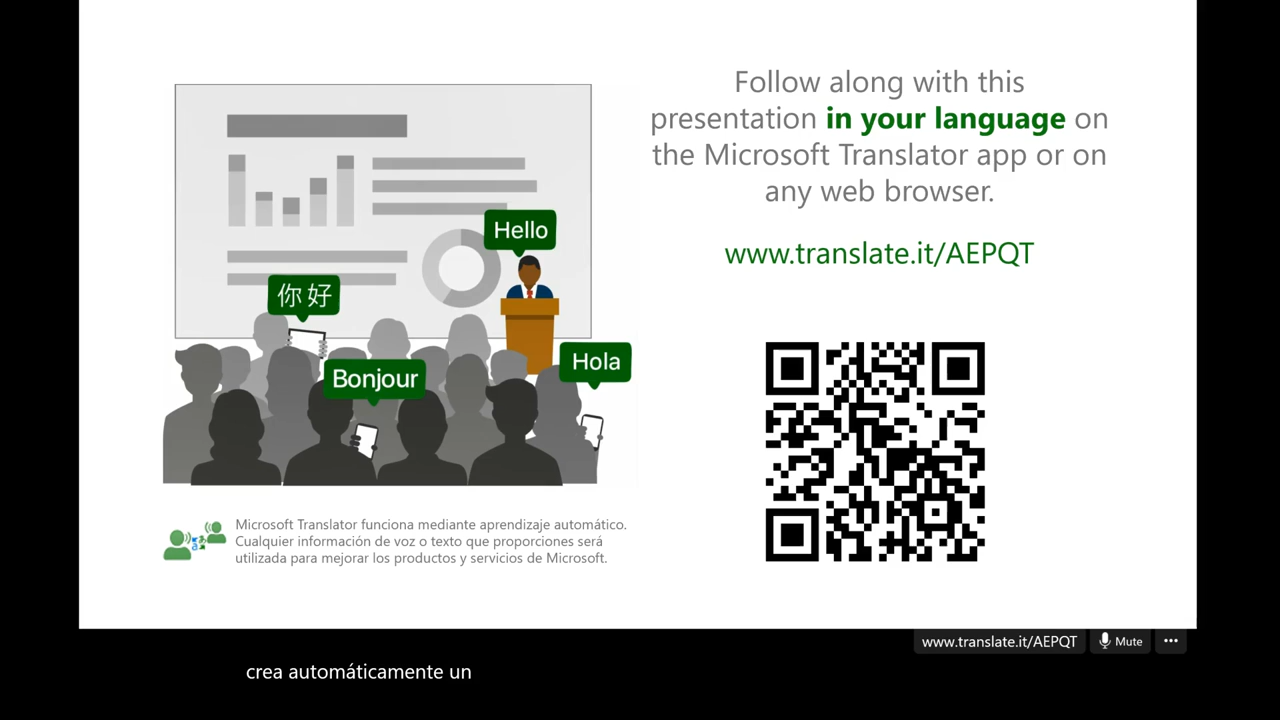 Follow along with this
presentation in your language on
the Microsoft Translator app or on
any web browser.
www.translate.it/AEPQT
Hello
你好
Hola
Bonjour
Microsoft Translator funciona mediante aprendizaje automático.
Cualquier información de voz o texto que proporciones será
utilizada para mejorar los productos y servicios de Microsoft.
www.translate.it/AEPQT Mute
crea automáticamente un